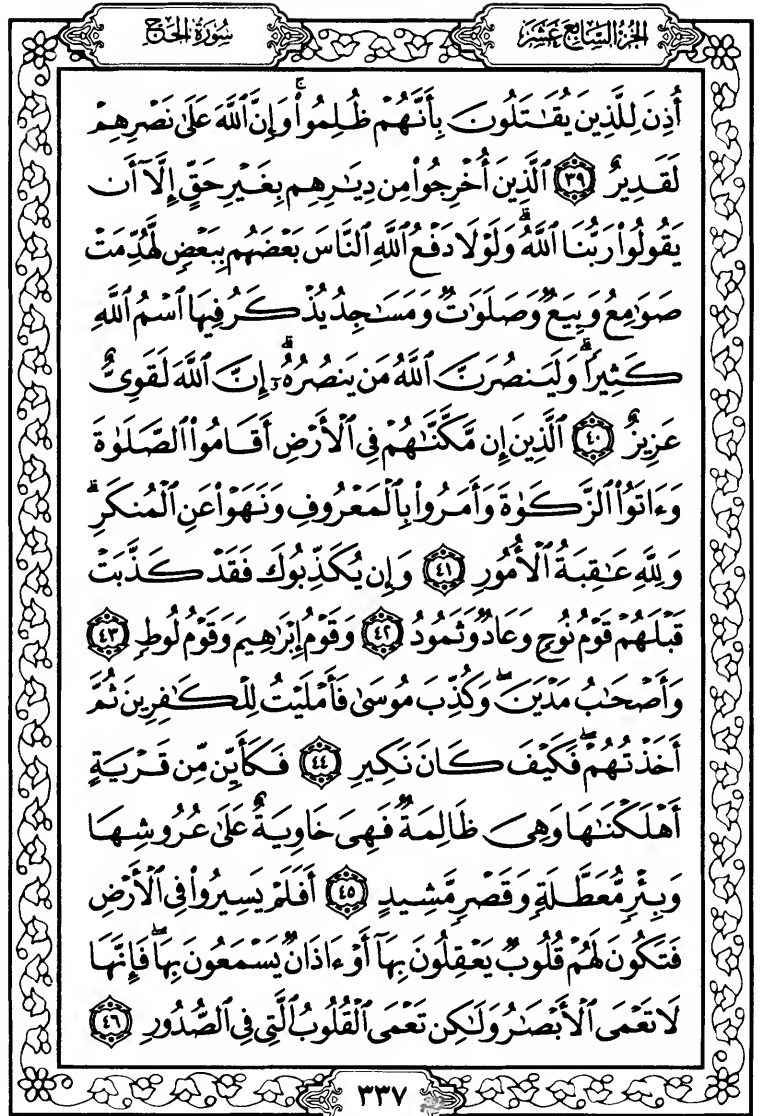 الجزء السابع عشر
سورة الحج
أُذِنَ لِلَّذِينَ يُقَٰتَلُونَ بِأَنَّهُمْ ظُلِمُوا۟ ۚ وَإِنَّ ٱللَّهَ عَلَىٰ نَصْرِهِمْ
لَقَدِيرٌ ٣٩ ٱلَّذِينَ أُخْرِجُوا۟ مِن دِيَٰرِهِم بِغَيْرِ حَقٍّ إِلَّآ أَن
يَقُولُوا۟ رَبُّنَا ٱللَّهُ ۗ وَلَوْلَا دَفْعُ ٱللَّهِ ٱلنَّاسَ بَعْضَهُم بِبَعْضٍ لَّهُدِّمَتْ
صَوَٰمِعُ وَبِيَعٌ وَصَلَوَٰتٌ وَمَسَٰجِدُ يُذْكَرُ فِيهَا ٱسْمُ ٱللَّهِ
كَثِيرًا ۗ وَلَيَنصُرَنَّ ٱللَّهُ مَن يَنصُرُهُۥٓ ۗ إِنَّ ٱللَّهَ لَقَوِىٌّ
عَزِيزٌ ٤٠ ٱلَّذِينَ إِن مَّكَّنَّٰهُمْ فِى ٱلْأَرْضِ أَقَامُوا۟ ٱلصَّلَوٰةَ
وَءَاتَوُا۟ ٱلزَّكَوٰةَ وَأَمَرُوا۟ بِٱلْمَعْرُوفِ وَنَهَوْا۟ عَنِ ٱلْمُنكَرِ ۗ
وَلِلَّهِ عَٰقِبَةُ ٱلْأُمُورِ ٤١ وَإِن يُكَذِّبُوكَ فَقَدْ كَذَّبَتْ
قَبْلَهُمْ قَوْمُ نُوحٍ وَعَادٌ وَثَمُودُ ٤٢ وَقَوْمُ إِبْرَٰهِيمَ وَقَوْمُ لُوطٍ ٤٣
وَأَصْحَٰبُ مَدْيَنَ ۖ وَكُذِّبَ مُوسَىٰ فَأَمْلَيْتُ لِلْكَٰفِرِينَ ثُمَّ
أَخَذْتُهُمْ ۖ فَكَيْفَ كَانَ نَكِيرِ ٤٤ فَكَأَيِّن مِّن قَرْيَةٍ
أَهْلَكْنَٰهَا وَهِىَ ظَالِمَةٌ فَهِىَ خَاوِيَةٌ عَلَىٰ عُرُوشِهَا
وَبِئْرٍ مُّعَطَّلَةٍ وَقَصْرٍ مَّشِيدٍ ٤٥ أَفَلَمْ يَسِيرُوا۟ فِى ٱلْأَرْضِ
فَتَكُونَ لَهُمْ قُلُوبٌ يَعْقِلُونَ بِهَآ أَوْ ءَاذَانٌ يَسْمَعُونَ بِهَا ۖ فَإِنَّهَا
لَا تَعْمَى ٱلْأَبْصَٰرُ وَلَٰكِن تَعْمَى ٱلْقُلُوبُ ٱلَّتِى فِى ٱلصُّدُورِ ٤٦
٣٣٧